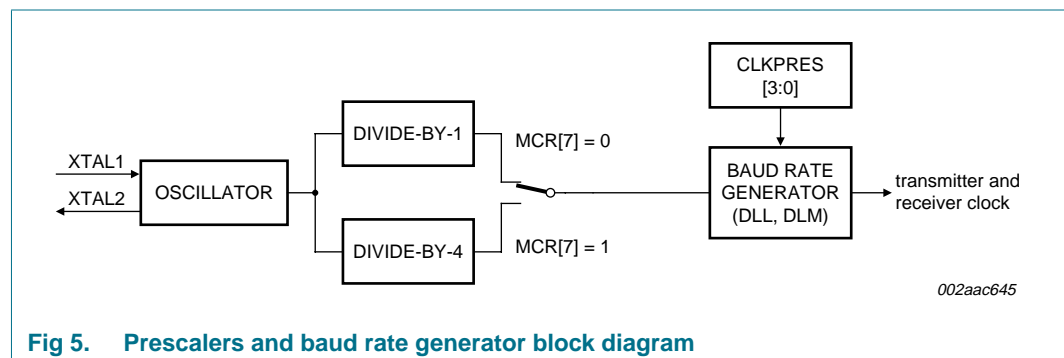 CLKPRES
[3:0]
DIVIDE-BY-1
MCR[7] = 0
XTAL1
XTAL2
OSCILLATOR
BAUD RATE
GENERATOR
(DLL, DLM)
transmitter and
receiver clock
DIVIDE-BY-4
MCR[7] = 1
002aac645
Fig 5. Prescalers and baud rate generator block diagram